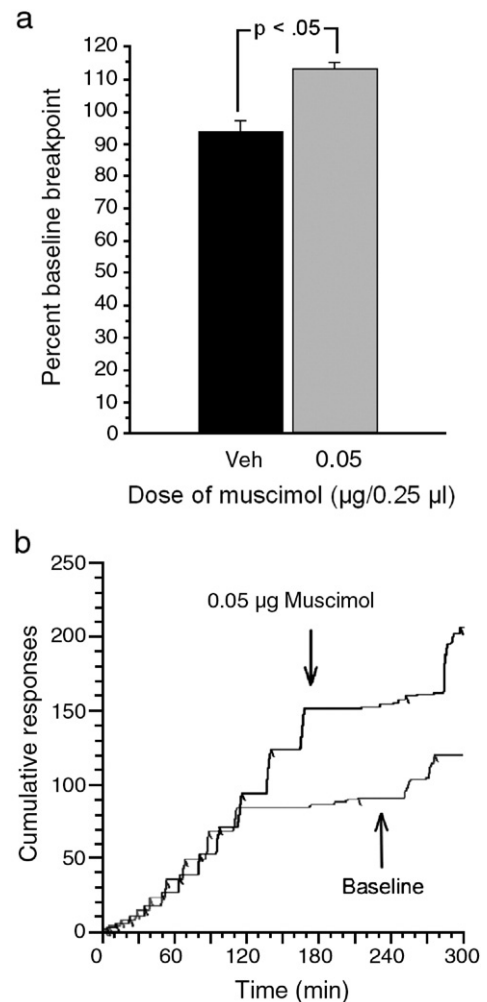 a
p < .05
120
110
100
90
80
70
60
50
40
30
20
10
0
Percent baseline breakpoint
Veh 0.05
Dose of muscimol (µg/0.25 µl)
b
250
200
150
100
50
0
Cumulative responses
0.05 µg Muscimol
Baseline
0 60 120 180 240 300
Time (min)